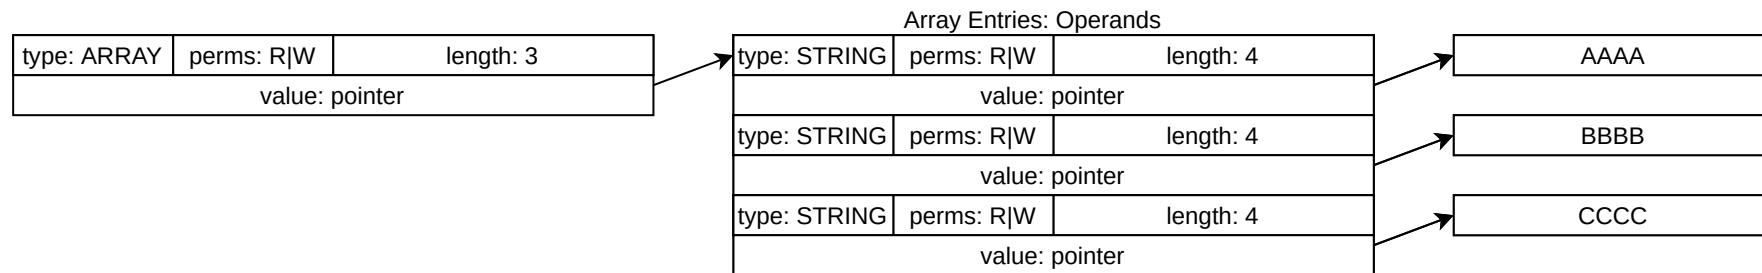 Array Entries: Operands
type: ARRAY perms: R|W length: 3
value: pointer
type: STRING perms: R|W length: 4
value: pointer
type: STRING perms: R|W length: 4
value: pointer
type: STRING perms: R|W length: 4
value: pointer
AAAA
BBBB
CCCC